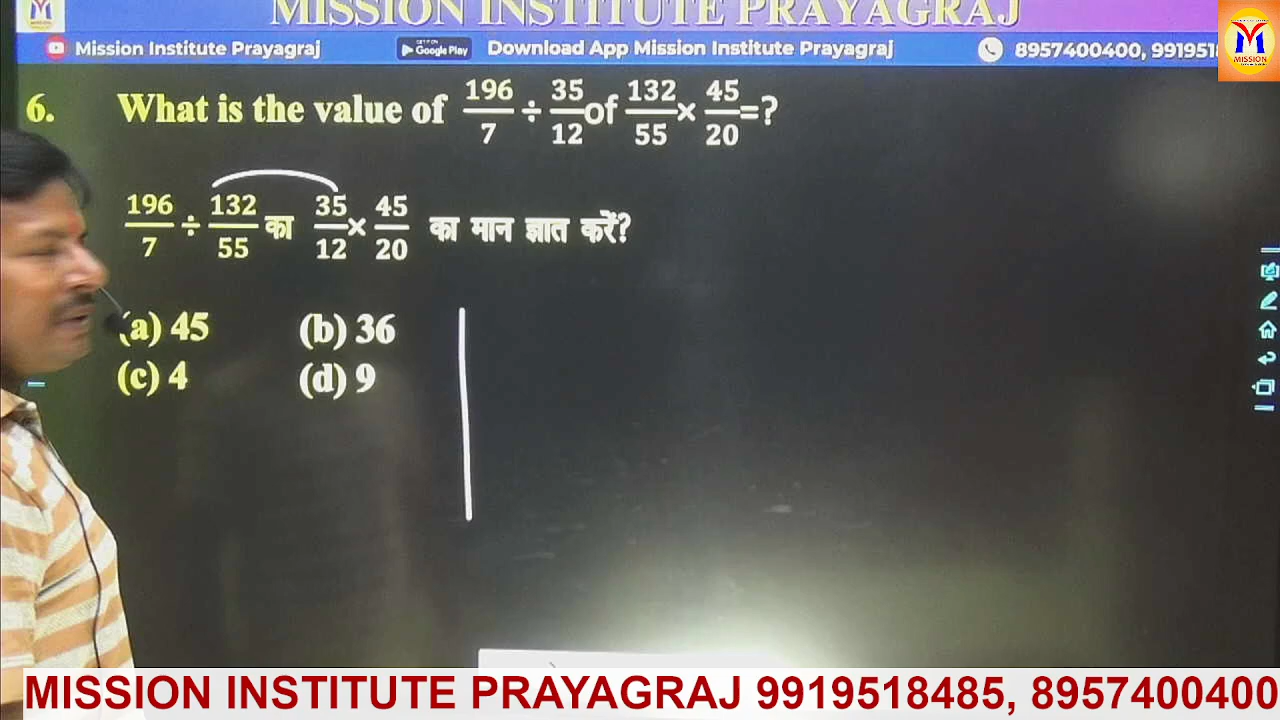 MISSION INSTITUTE PRAYAGRAJ
Mission Institute Prayagraj GET IT ON Google Play Download App Mission Institute Prayagraj 8957400400, 9919518
MISSION
6. What is the value of 196/7 ÷ 35/12 of 132/55 × 45/20 =?
196/7 ÷ 132/55 का 35/12 × 45/20 का मान ज्ञात करें?
(a) 45 (b) 36
(c) 4 (d) 9
MISSION INSTITUTE PRAYAGRAJ 9919518485, 8957400400